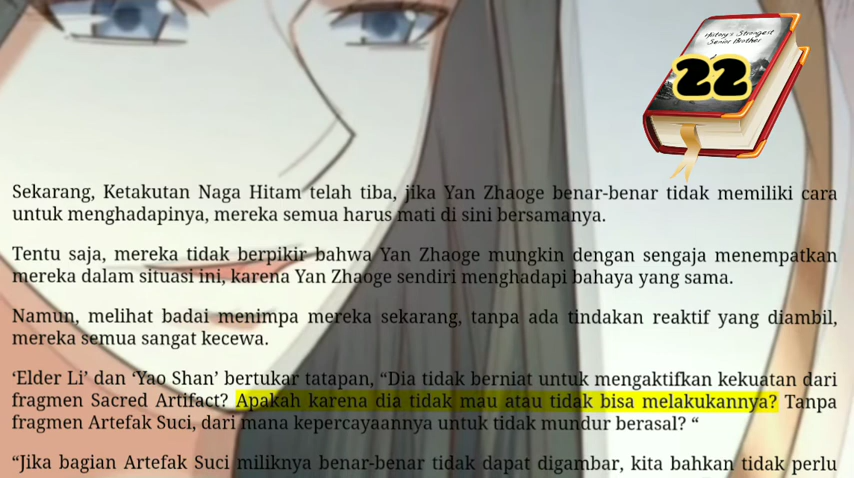 History's Strongest
Senior Brother
22
Sekarang, Ketakutan Naga Hitam telah tiba, jika Yan Zhaoge benar-benar tidak memiliki cara
untuk menghadapinya, mereka semua harus mati di sini bersamanya.
Tentu saja, mereka tidak berpikir bahwa Yan Zhaoge mungkin dengan sengaja menempatkan
mereka dalam situasi ini, karena Yan Zhaoge sendiri menghadapi bahaya yang sama.
Namun, melihat badai menimpa mereka sekarang, tanpa ada tindakan reaktif yang diambil,
mereka semua sangat kecewa.
‘Elder Li’ dan ‘Yao Shan’ bertukar tatapan, “Dia tidak berniat untuk mengaktifkan kekuatan dari
fragmen Sacred Artifact? Apakah karena dia tidak mau atau tidak bisa melakukannya? Tanpa
fragmen Artefak Suci, dari mana kepercayaannya untuk tidak mundur berasal? “
“Jika bagian Artefak Suci miliknya benar-benar tidak dapat digambar, kita bahkan tidak perlu